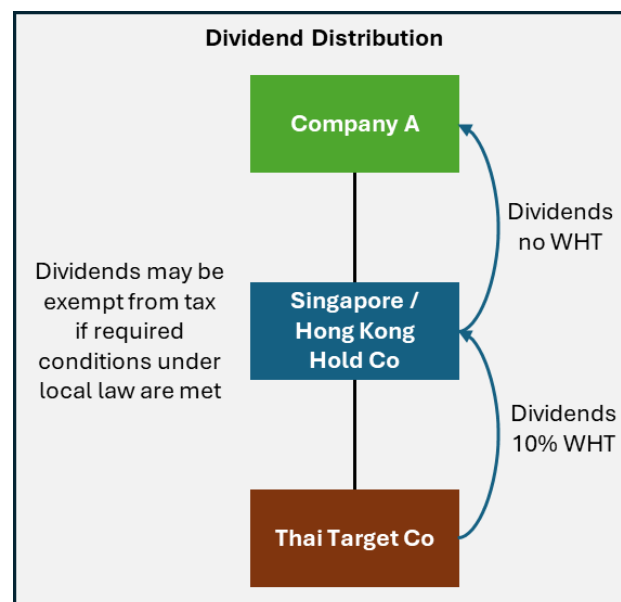 Dividend Distribution
Company A
Dividends
no WHT
Dividends may be
exempt from tax
if required
conditions under
local law are met
Singapore /
Hong Kong
Hold Co
Dividends
10% WHT
Thai Target Co